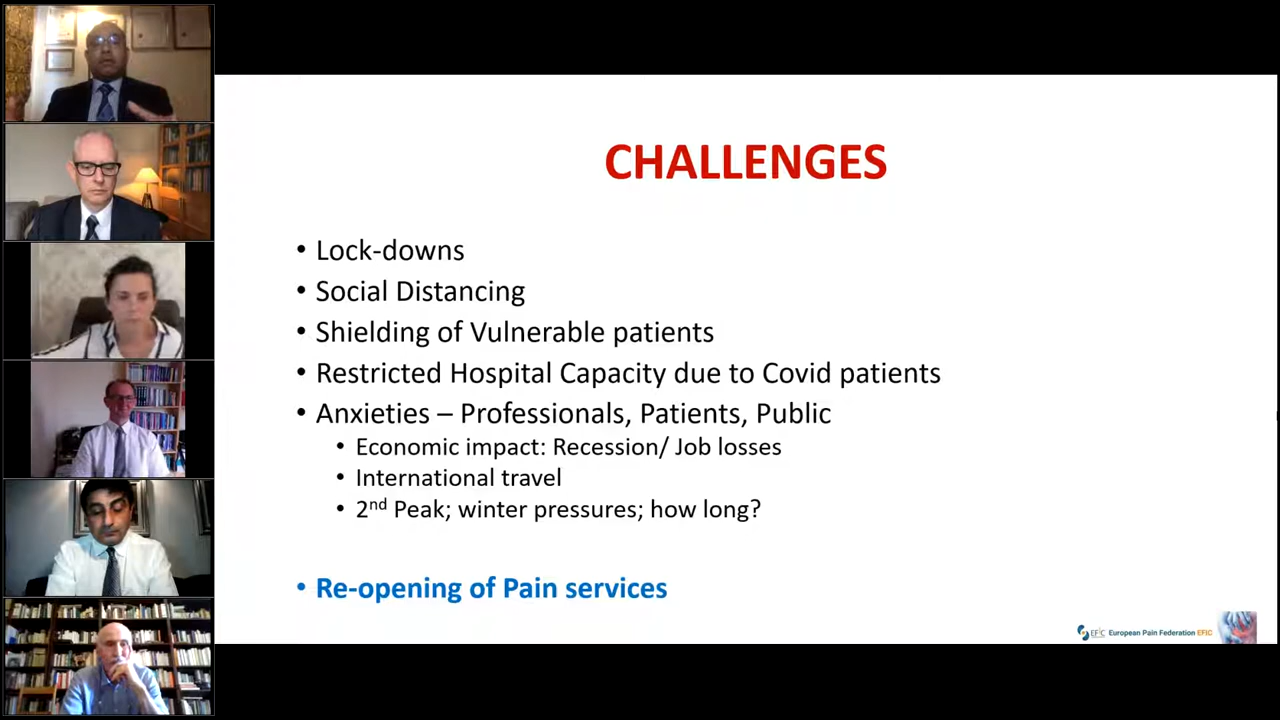 CHALLENGES
• Lock-downs
• Social Distancing
• Shielding of Vulnerable patients
• Restricted Hospital Capacity due to Covid patients
• Anxieties – Professionals, Patients, Public
• Economic impact: Recession/ Job losses
• International travel
• 2nd Peak; winter pressures; how long?
• Re-opening of Pain services
EFIC European Pain Federation EFIC